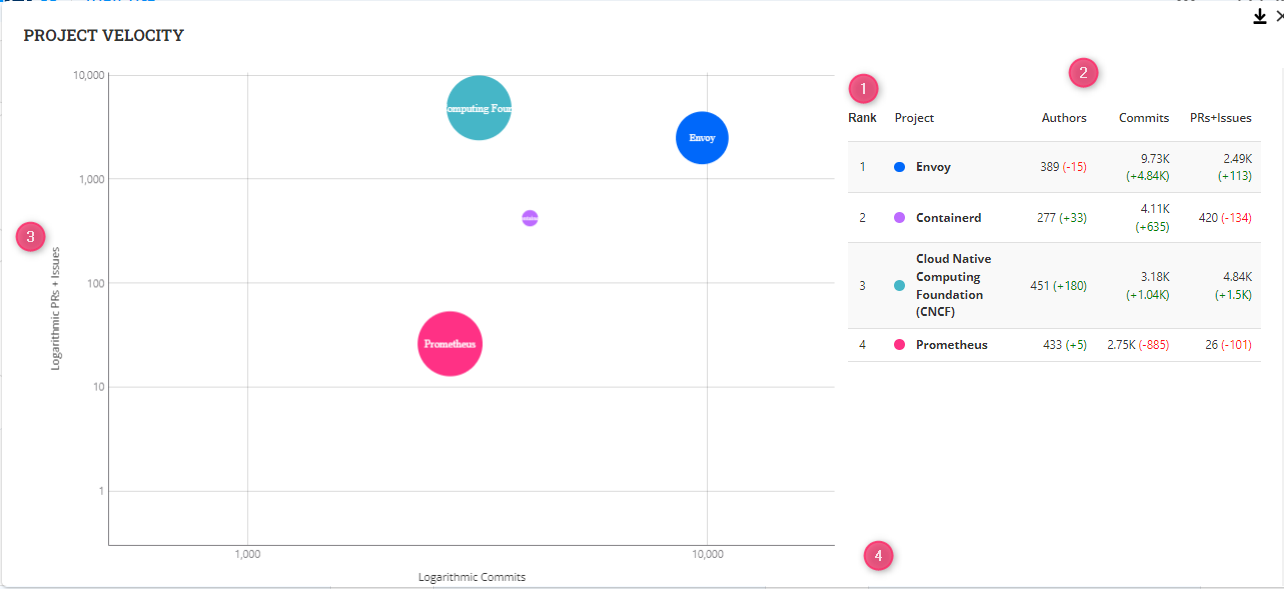 PROJECT VELOCITY
10,000
1,000
100
10
1
Logarithmic PRs + Issues
1,000
10,000
Logarithmic Commits
omputing Four
Envoy
Prometheus
1
2
3
4
Rank Project Authors Commits PRs+Issues
1 Envoy 389 (-15) 9.73K (+4.84K) 2.49K (+113)
2 Containerd 277 (+33) 4.11K (+635) 420 (-134)
3 Cloud Native Computing Foundation (CNCF) 451 (+180) 3.18K (+1.04K) 4.84K (+1.5K)
4 Prometheus 433 (+5) 2.75K (-885) 26 (-101)